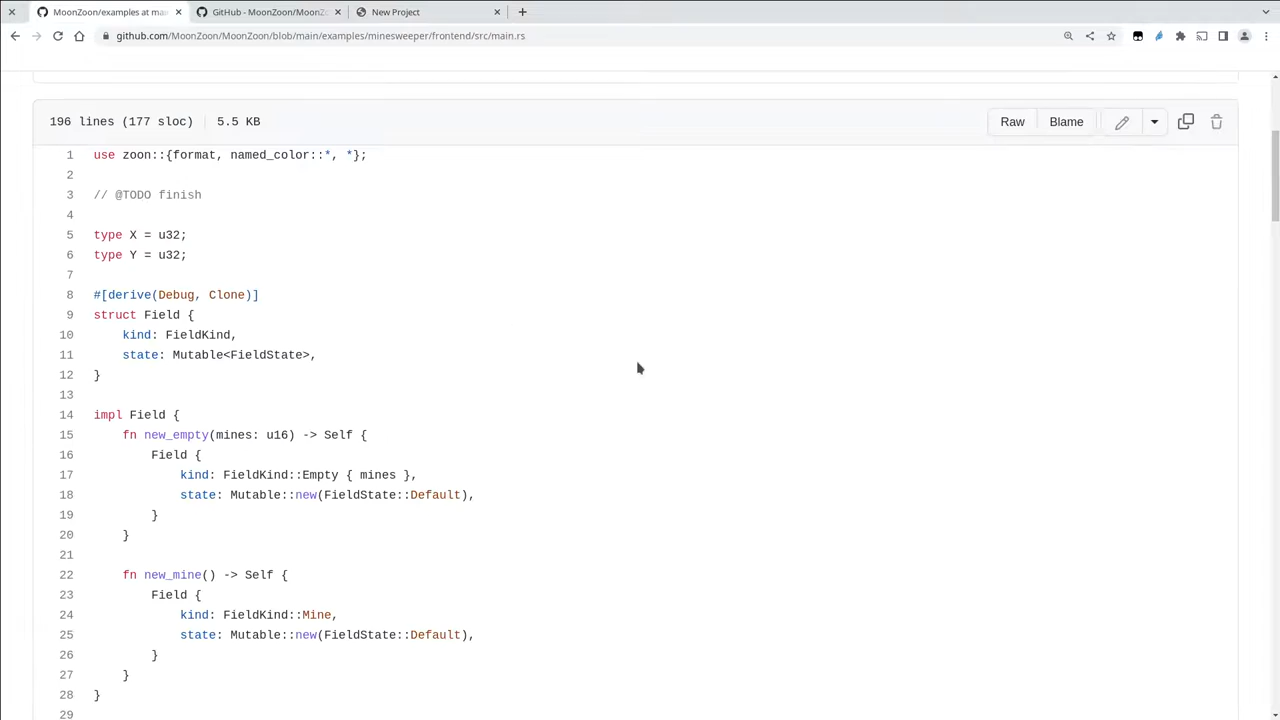 MoonZoon/examples at mai
GitHub - MoonZoon/MoonZ
New Project
github.com/MoonZoon/MoonZoon/blob/main/examples/minesweeper/frontend/src/main.rs
196 lines (177 sloc) 5.5 KB
Raw Blame
1 use zoon::{format, named_color::*, *};
2
3 // @TODO finish
4
5 type X = u32;
6 type Y = u32;
7
8 #[derive(Debug, Clone)]
9 struct Field {
10     kind: FieldKind,
11     state: Mutable<FieldState>,
12 }
13
14 impl Field {
15     fn new_empty(mines: u16) -> Self {
16         Field {
17             kind: FieldKind::Empty { mines },
18             state: Mutable::new(FieldState::Default),
19         }
20     }
21
22     fn new_mine() -> Self {
23         Field {
24             kind: FieldKind::Mine,
25             state: Mutable::new(FieldState::Default),
26         }
27     }
28 }
29